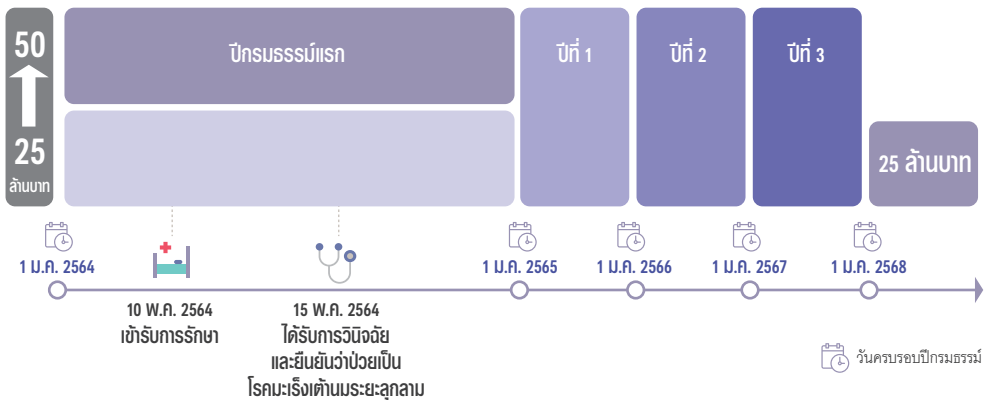 50
25
ล้านบาท
ปีกรมธรรม์แรก
ปีที่ 1
ปีที่ 2
ปีที่ 3
25 ล้านบาท
1 ม.ค. 2564
1 ม.ค. 2565
1 ม.ค. 2566
1 ม.ค. 2567
1 ม.ค. 2568
10 พ.ค. 2564
เข้ารับการรักษา
15 พ.ค. 2564
ได้รับการวินิจฉัย
และยืนยันว่าป่วยเป็น
โรคมะเร็งเต้านมระยะลุกลาม
วันครบรอบปีกรมธรรม์